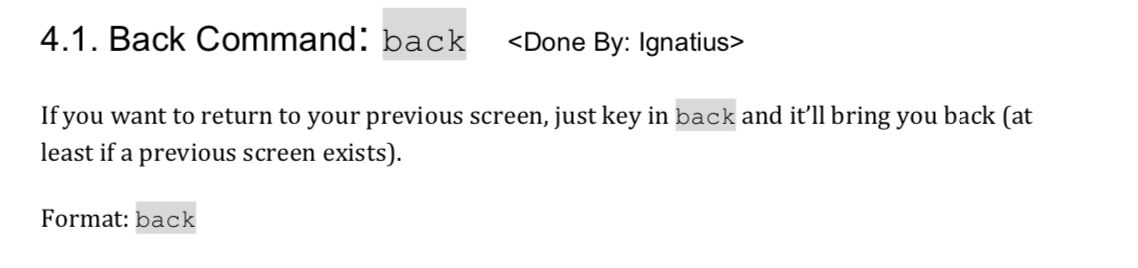 4.1. Back Command: back <Done By: Ignatius>
If you want to return to your previous screen, just key in back and it’ll bring you back (at
least if a previous screen exists).
Format: back